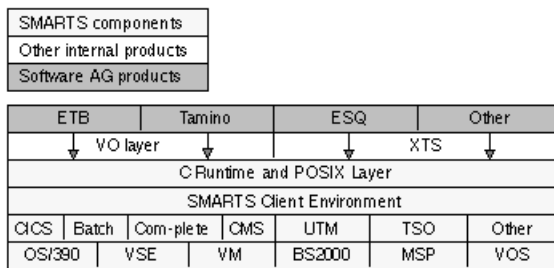 SMARTS components
Other internal products
Software AG products
ETB Tamino ESQ Other
VO layer XTS
C Runtime and POSIX Layer
SMARTS Client Environment
CICS Batch Com-plete CMS UTM TSO Other
OS/390 VSE VM BS2000 MSP VOS